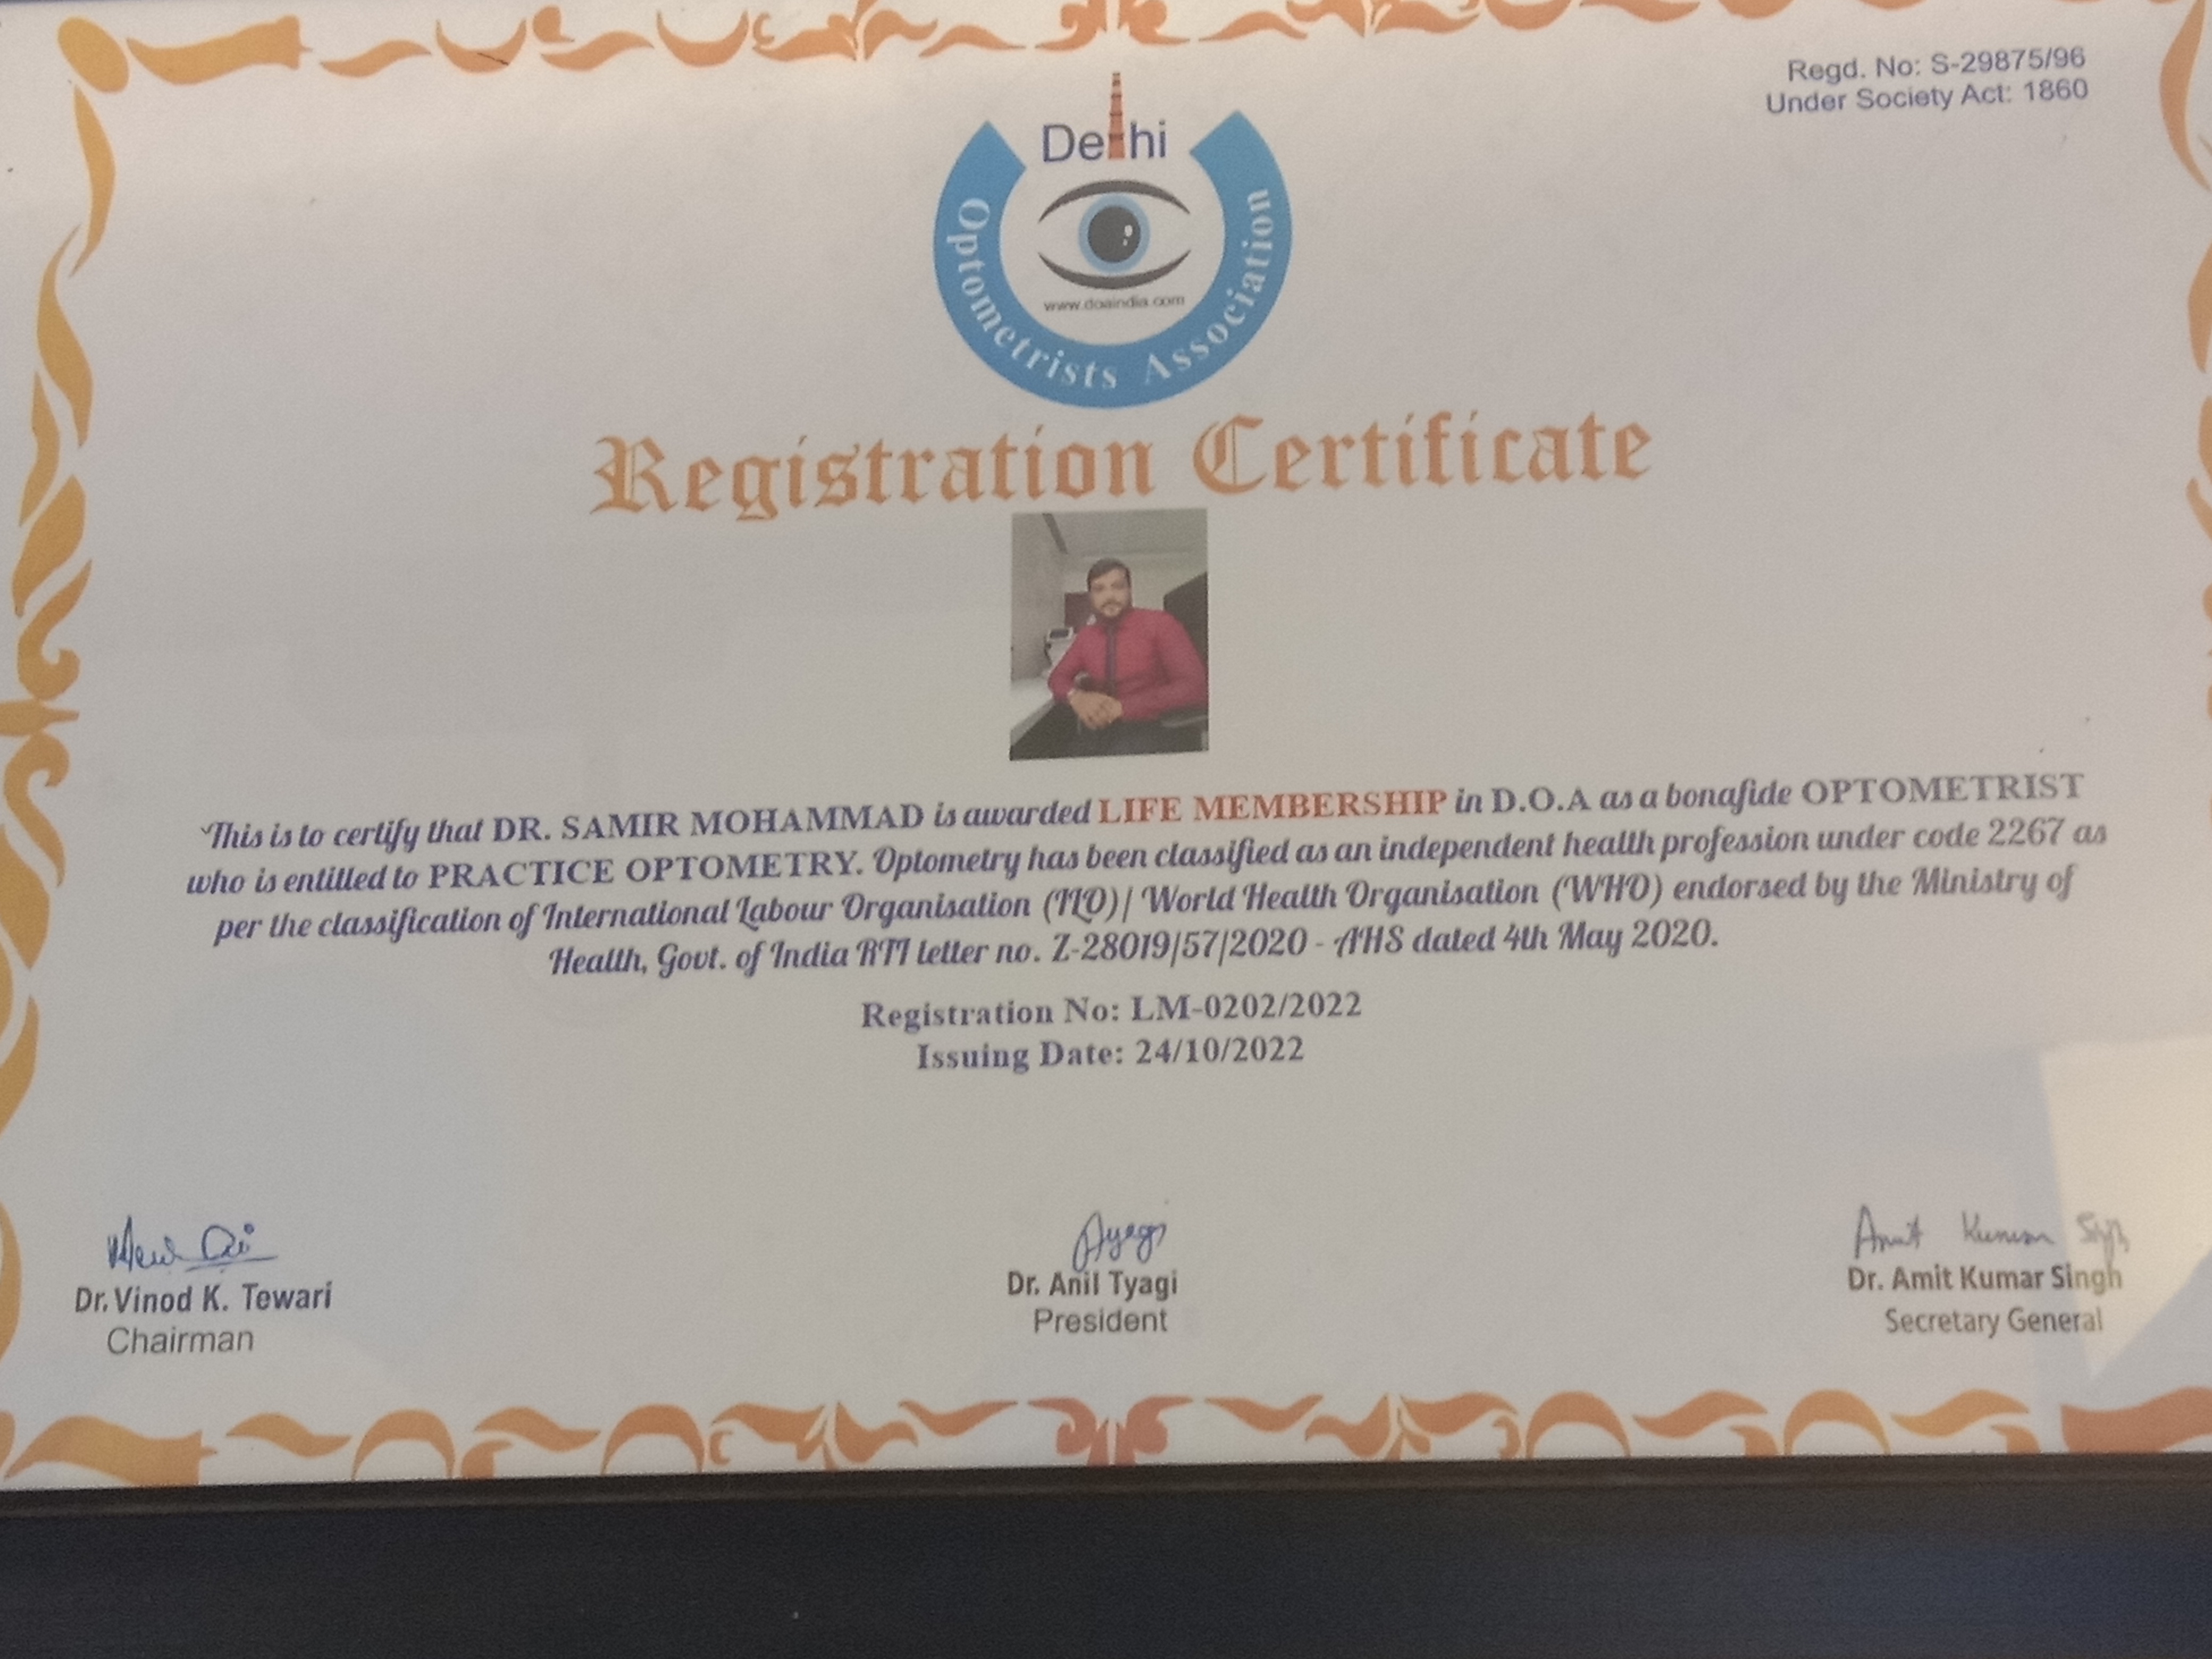 Regd. No: S-29875/96
Under Society Act: 1860
Delhi
www.doaindia.com
Optometrists Association
Registration Certificate
This is to certify that DR. SAMIR MOHAMMAD is awarded LIFE MEMBERSHIP in D.O.A as a bonafide OPTOMETRIST
who is entitled to PRACTICE OPTOMETRY. Optometry has been classified as an independent health profession under code 2267 as
per the classification of International Labour Organisation (ILO)/ World Health Organisation (WHO) endorsed by the Ministry of
Health, Govt. of India RTI letter no. Z-28019/57/2020 - AHS dated 4th May 2020.
Registration No: LM-0202/2022
Issuing Date: 24/10/2022
Amit Kumar Singh
Dr. Vinod K. Tewari
Chairman
Dr. Anil Tyagi
President
Dr. Amit Kumar Singh
Secretary General